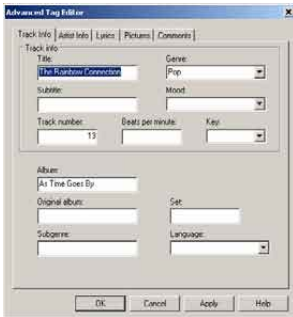 Advanced Tag Editor
Track Info Artist Info Lyrics Pictures Comments
Track info
Title: Genre:
The Rainbow Connection Pop
Subtitle: Mood:
Track number: Beats per minute: Key:
13
Album:
As Time Goes By
Original album: Set:
Subgenre: Language:
OK Cancel Apply Help